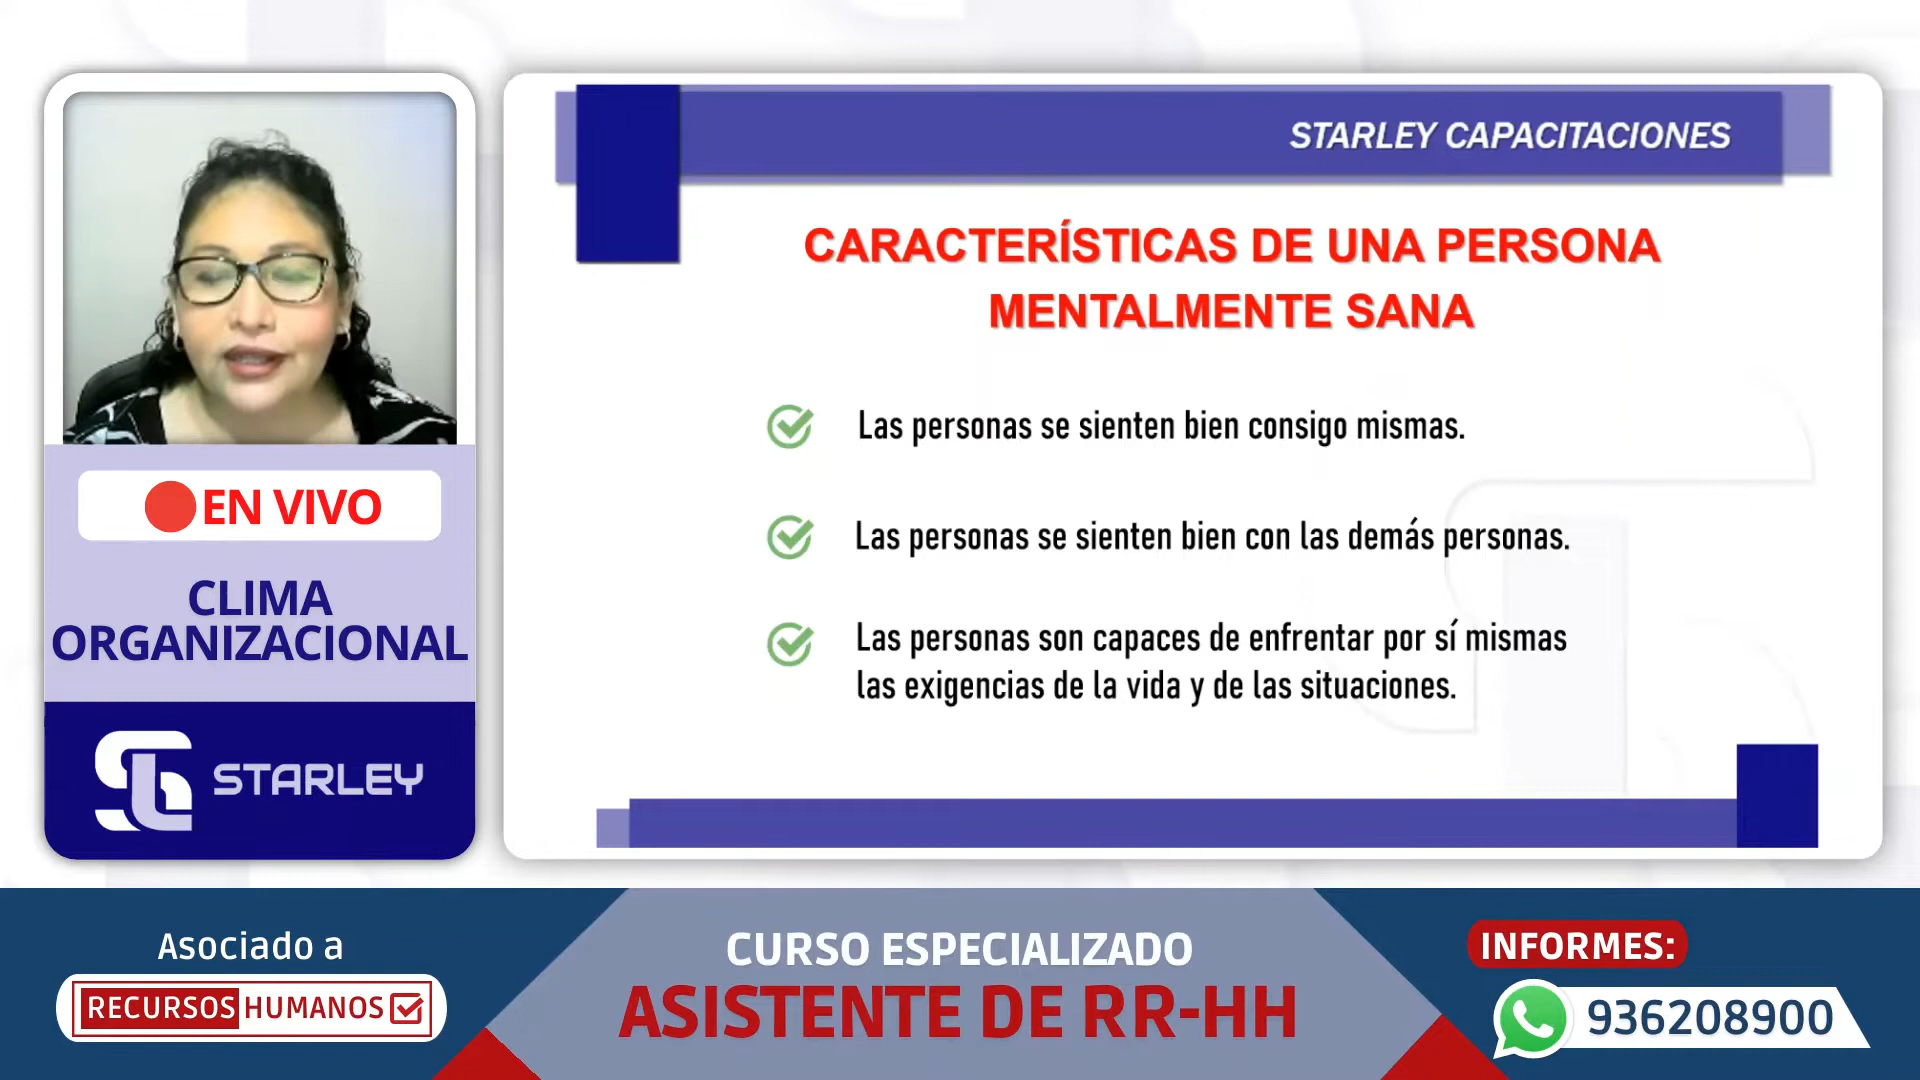 EN VIVO
CLIMA
ORGANIZACIONAL
STARLEY
STARLEY CAPACITACIONES
CARACTERÍSTICAS DE UNA PERSONA
MENTALMENTE SANA
Las personas se sienten bien consigo mismas.
Las personas se sienten bien con las demás personas.
Las personas son capaces de enfrentar por sí mismas
las exigencias de la vida y de las situaciones.
Asociado a
RECURSOS HUMANOS
CURSO ESPECIALIZADO
ASISTENTE DE RR-HH
INFORMES:
936208900